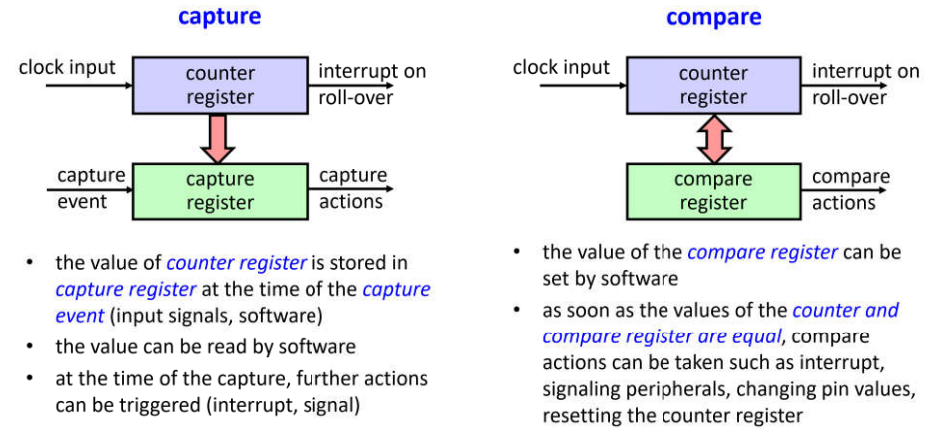 capture
clock input
counter
register
interrupt on
roll-over
capture
event
capture
register
capture
actions
• the value of counter register is stored in
capture register at the time of the capture
event (input signals, software)
• the value can be read by software
• at the time of the capture, further actions
can be triggered (interrupt, signal)
compare
clock input
counter
register
interrupt on
roll-over
compare
register
compare
actions
• the value of the compare register can be
set by software
• as soon as the values of the counter and
compare register are equal, compare
actions can be taken such as interrupt,
signaling peripherals, changing pin values,
resetting the counter register